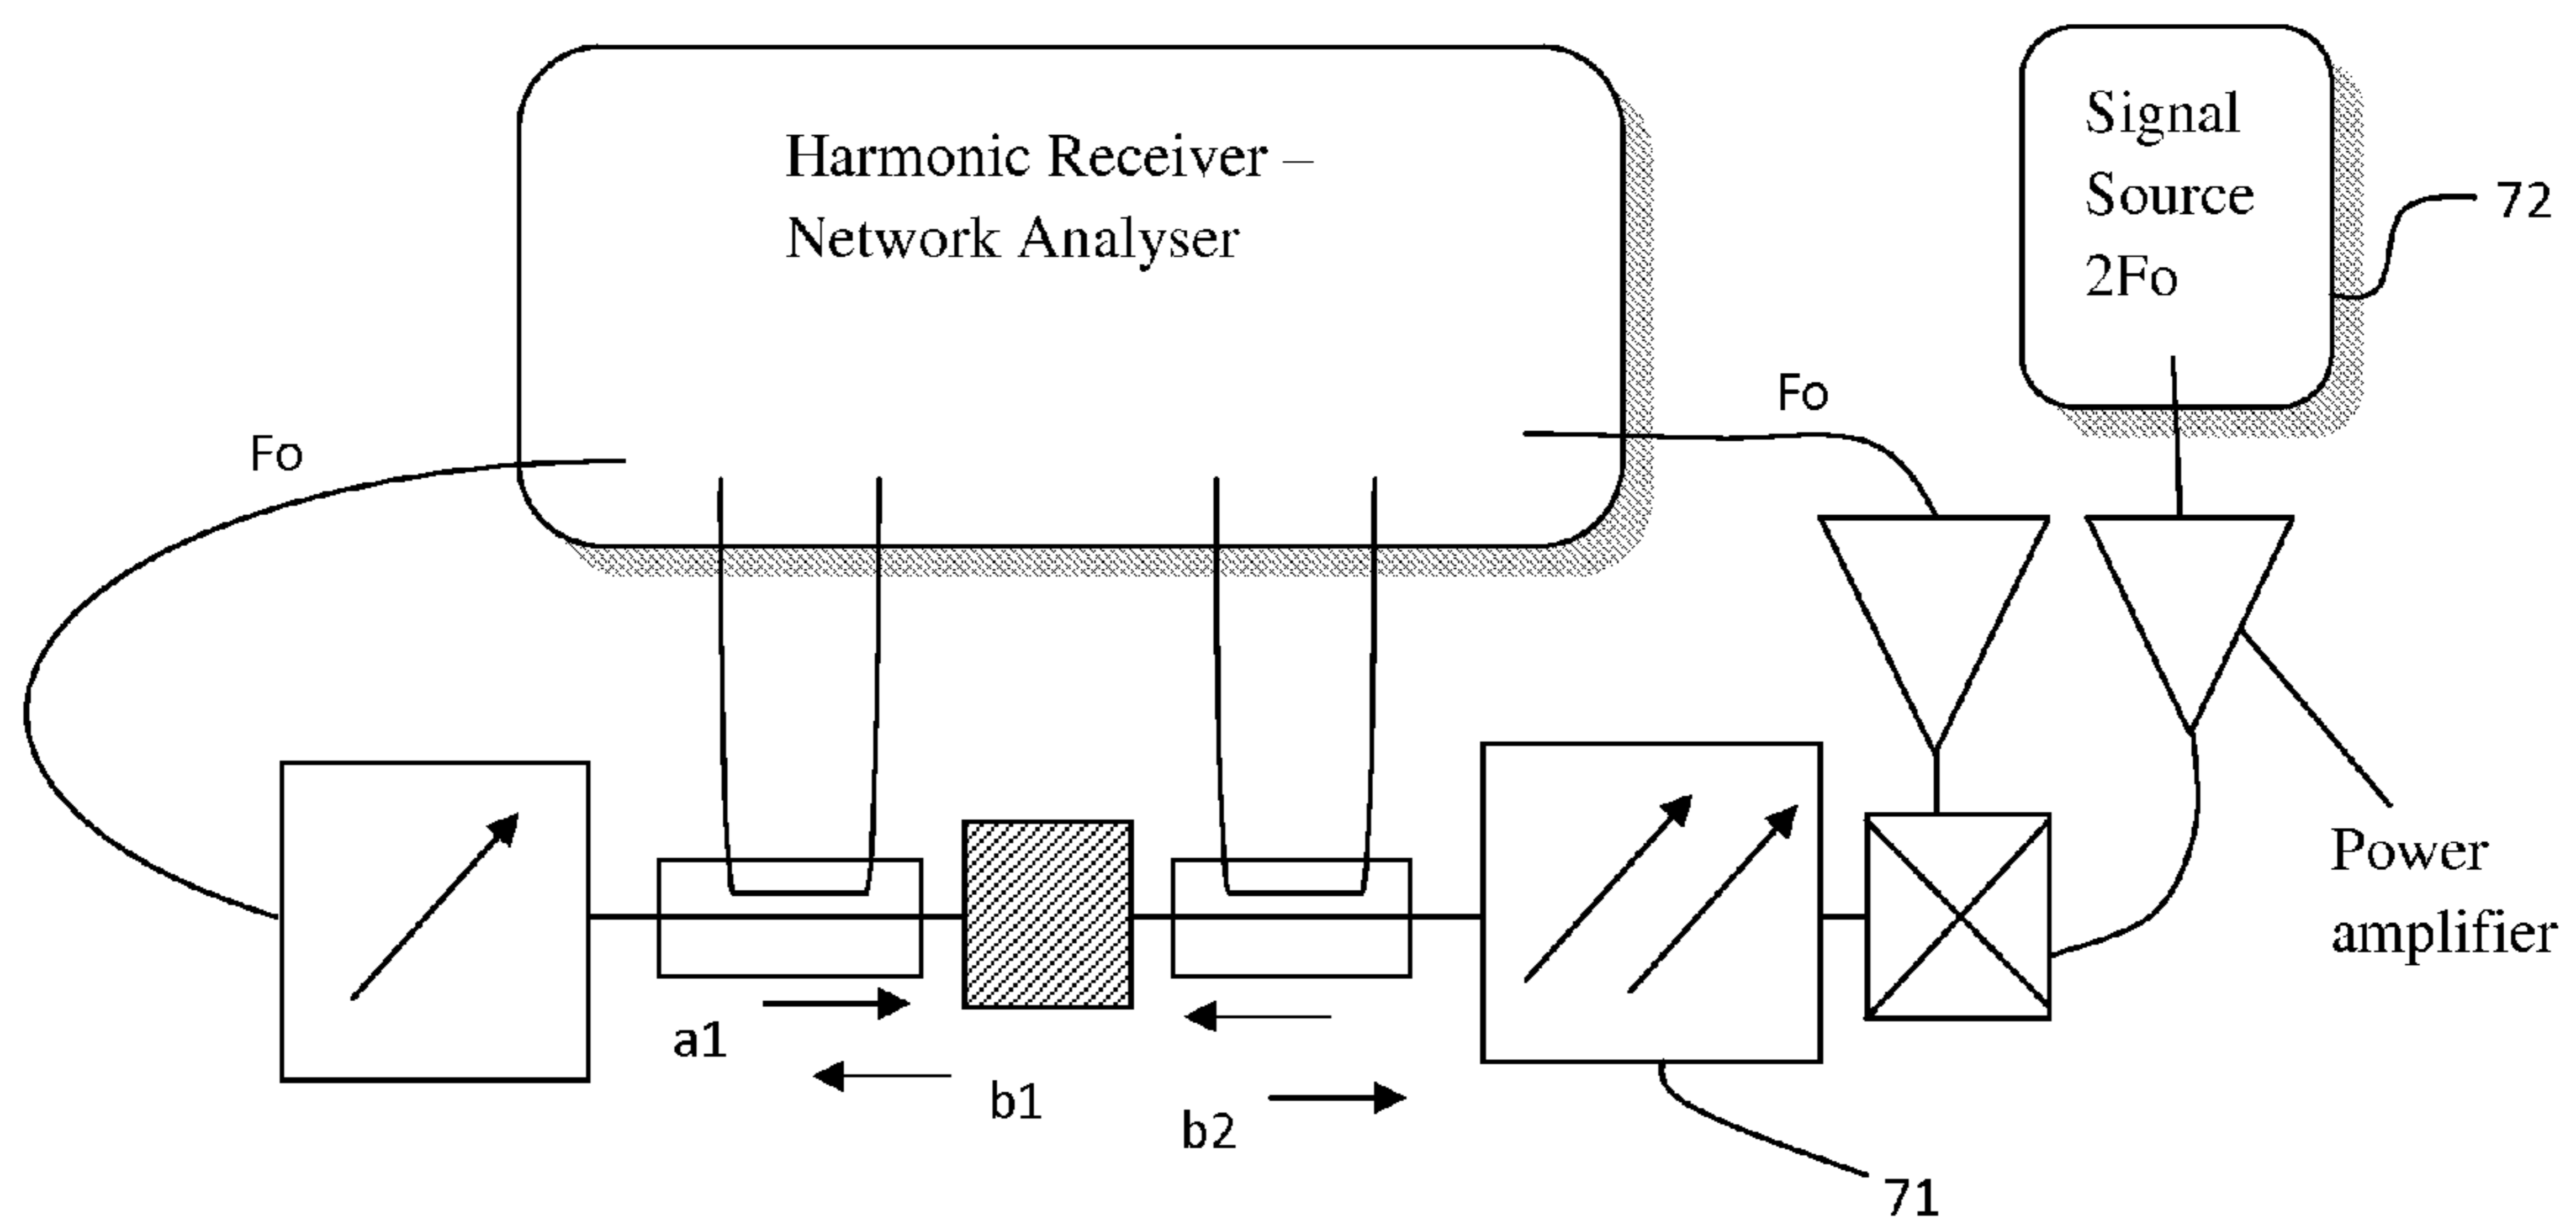 Harmonic Receiver –
Network Analyser
Signal
Source
2Fo
72
Fo
Fo
Power
amplifier
a1
b1
b2
71